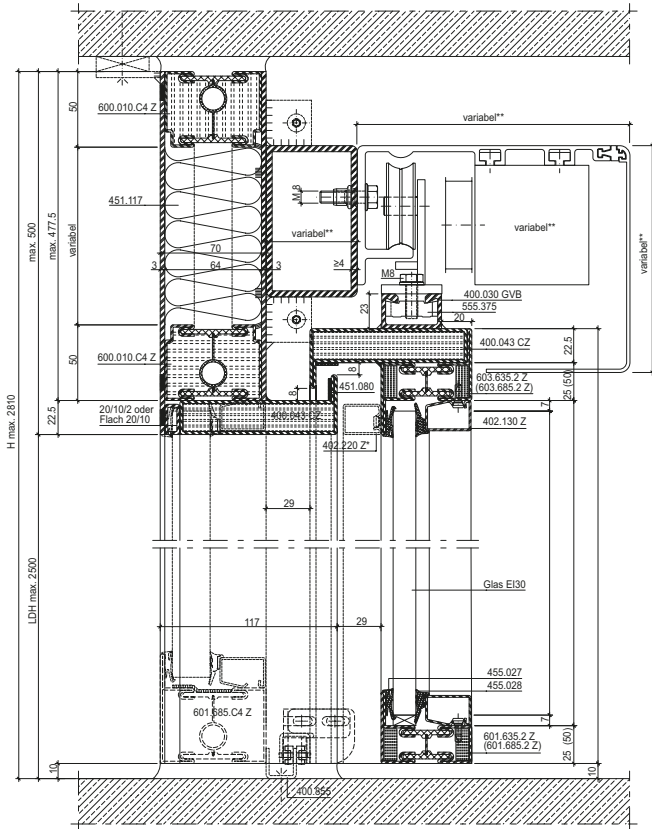 variabel**
600.010.C4 Z
50
M 8
451.117
variabel**
variabel**
variabel**
max. 500
max. 477.5
variabel
70
3
64
3
≥4
M8
400.030 GVB
555.375
20
23
400.043 CZ
22.5
600.010.C4 Z
50
8
8
451.080
603.635.2 Z
(603.685.2 Z)
25 (50)
7
20/10/2 oder
Flach 20/10
400.043 CZ
402.130 Z
22.5
402.220 Z*
H max. 2810
29
LDH max. 2500
Glas EI30
117
29
455.027
455.028
7
601.685.C4 Z
601.635.2 Z
(601.685.2 Z)
25 (50)
10
10
400.855